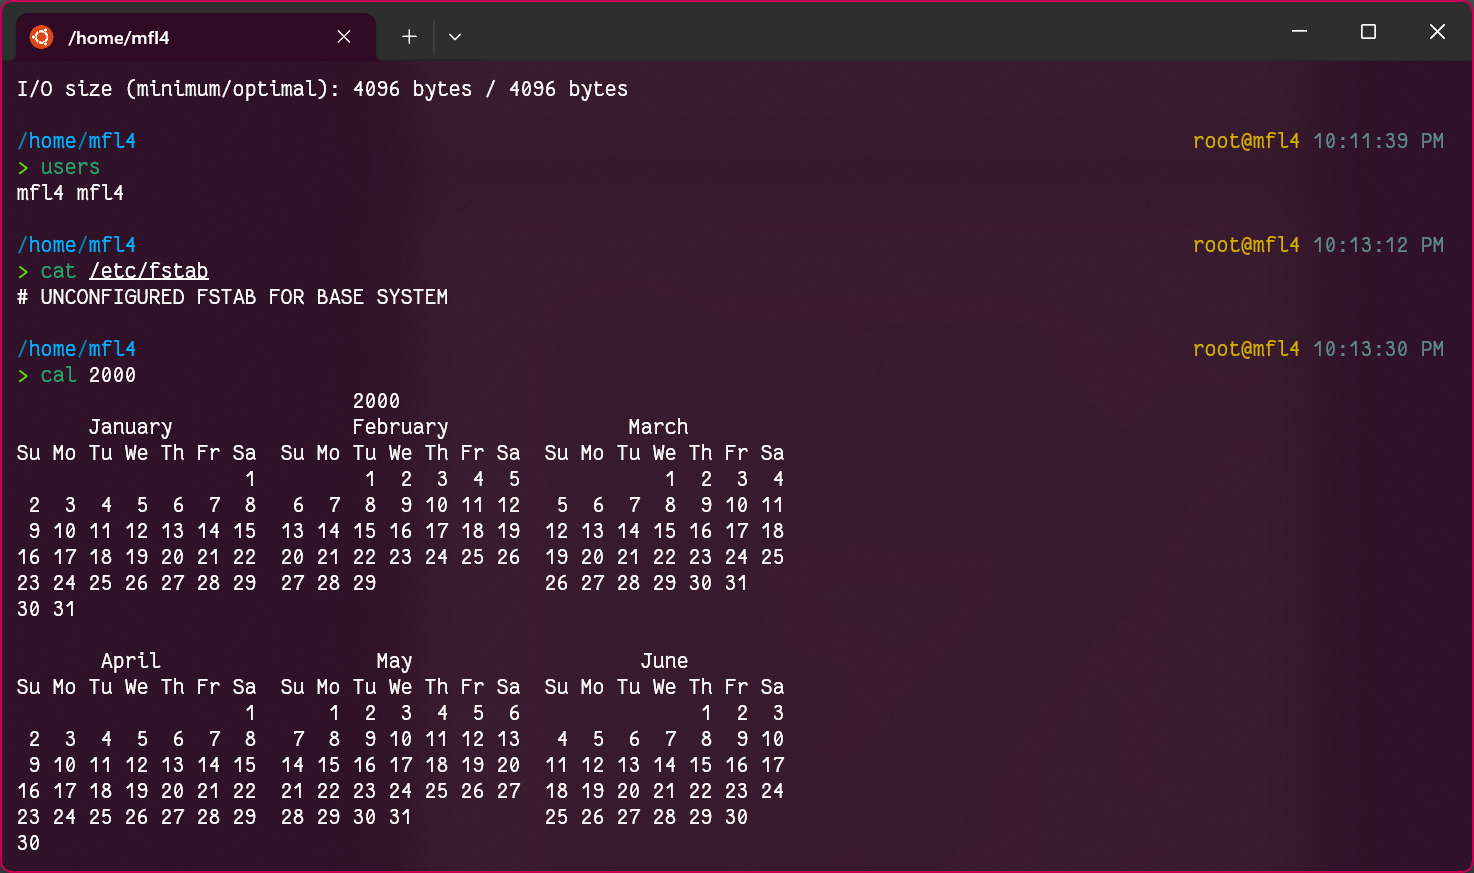 /home/mfl4
I/O size (minimum/optimal): 4096 bytes / 4096 bytes
/home/mfl4 root@mfl4 10:11:39 PM
> users
mfl4 mfl4
/home/mfl4 root@mfl4 10:13:12 PM
> cat /etc/fstab
# UNCONFIGURED FSTAB FOR BASE SYSTEM
/home/mfl4 root@mfl4 10:13:30 PM
> cal 2000
2000
January February March
Su Mo Tu We Th Fr Sa Su Mo Tu We Th Fr Sa Su Mo Tu We Th Fr Sa
1 1 2 3 4 5 1 2 3 4
2 3 4 5 6 7 8 6 7 8 9 10 11 12 5 6 7 8 9 10 11
9 10 11 12 13 14 15 13 14 15 16 17 18 19 12 13 14 15 16 17 18
16 17 18 19 20 21 22 20 21 22 23 24 25 26 19 20 21 22 23 24 25
23 24 25 26 27 28 29 27 28 29 26 27 28 29 30 31
30 31
April May June
Su Mo Tu We Th Fr Sa Su Mo Tu We Th Fr Sa Su Mo Tu We Th Fr Sa
1 1 2 3 4 5 6 1 2 3
2 3 4 5 6 7 8 7 8 9 10 11 12 13 4 5 6 7 8 9 10
9 10 11 12 13 14 15 14 15 16 17 18 19 20 11 12 13 14 15 16 17
16 17 18 19 20 21 22 21 22 23 24 25 26 27 18 19 20 21 22 23 24
23 24 25 26 27 28 29 28 29 30 31 25 26 27 28 29 30
30